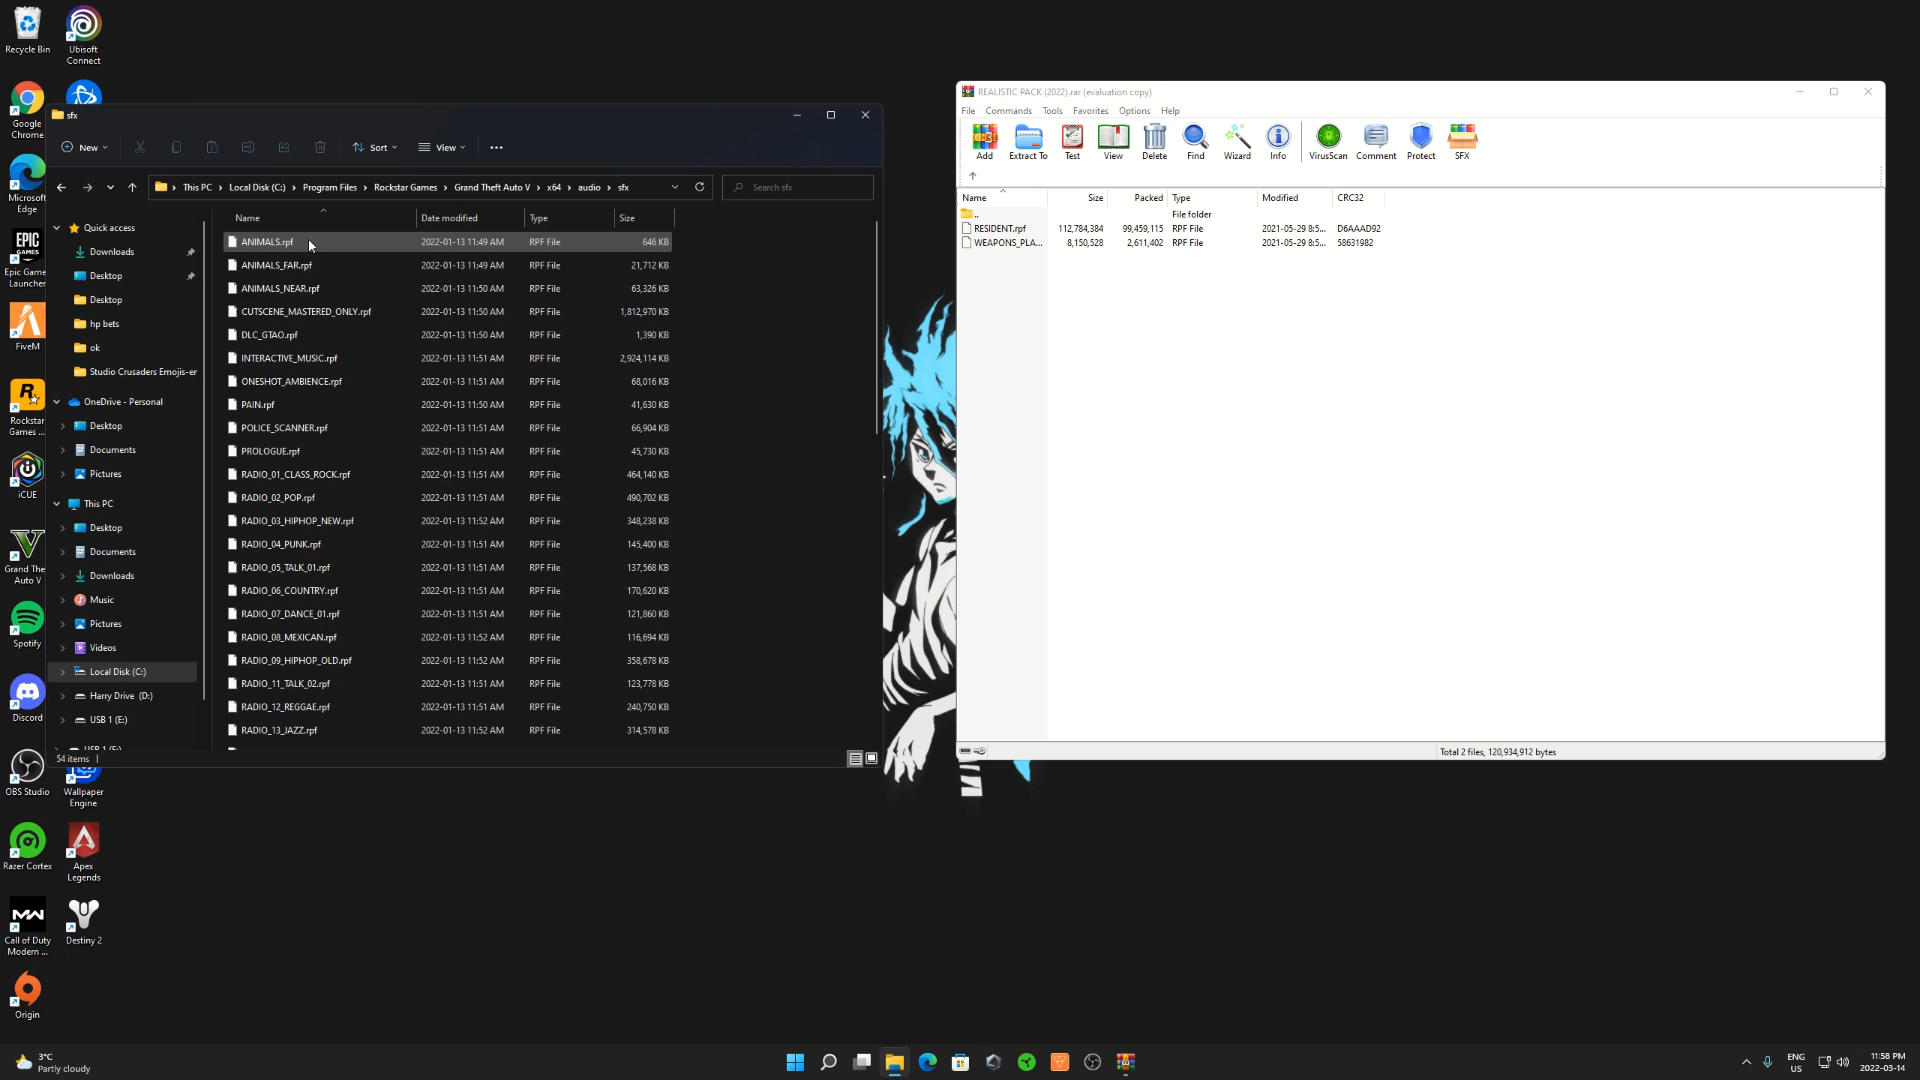 Recycle Bin
Ubisoft Connect
Google Chrome
Microsoft Edge
Epic Games Launcher
FiveM
Rockstar Games ...
iCUE
Grand Theft Auto V
Spotify
Discord
OBS Studio
Wallpaper Engine
Razer Cortex
Apex Legends
Call of Duty Modern ...
Destiny 2
Origin
sfx
New
Sort
View
This PC > Local Disk (C:) > Program Files > Rockstar Games > Grand Theft Auto V > x64 > audio > sfx
Search sfx
Quick access
Downloads
Desktop
Desktop
hp bets
ok
Studio Crusaders Emojis-er
OneDrive - Personal
Desktop
Documents
Pictures
This PC
Desktop
Documents
Downloads
Music
Pictures
Videos
Local Disk (C:)
Harry Drive (D:)
USB 1 (E:)
USB 1 (E:)
Name Date modified Type Size
ANIMALS.rpf 2022-01-13 11:49 AM RPF File 646 KB
ANIMALS_FAR.rpf 2022-01-13 11:49 AM RPF File 21,712 KB
ANIMALS_NEAR.rpf 2022-01-13 11:50 AM RPF File 63,326 KB
CUTSCENE_MASTERED_ONLY.rpf 2022-01-13 11:50 AM RPF File 1,812,970 KB
DLC_GTAO.rpf 2022-01-13 11:50 AM RPF File 1,390 KB
INTERACTIVE_MUSIC.rpf 2022-01-13 11:51 AM RPF File 2,924,114 KB
ONESHOT_AMBIENCE.rpf 2022-01-13 11:51 AM RPF File 68,016 KB
PAIN.rpf 2022-01-13 11:50 AM RPF File 41,630 KB
POLICE_SCANNER.rpf 2022-01-13 11:51 AM RPF File 66,904 KB
PROLOGUE.rpf 2022-01-13 11:51 AM RPF File 45,730 KB
RADIO_01_CLASS_ROCK.rpf 2022-01-13 11:51 AM RPF File 464,140 KB
RADIO_02_POP.rpf 2022-01-13 11:51 AM RPF File 490,702 KB
RADIO_03_HIPHOP_NEW.rpf 2022-01-13 11:52 AM RPF File 348,238 KB
RADIO_04_PUNK.rpf 2022-01-13 11:51 AM RPF File 145,400 KB
RADIO_05_TALK_01.rpf 2022-01-13 11:51 AM RPF File 137,568 KB
RADIO_06_COUNTRY.rpf 2022-01-13 11:51 AM RPF File 170,620 KB
RADIO_07_DANCE_01.rpf 2022-01-13 11:51 AM RPF File 121,860 KB
RADIO_08_MEXICAN.rpf 2022-01-13 11:52 AM RPF File 116,694 KB
RADIO_09_HIPHOP_OLD.rpf 2022-01-13 11:52 AM RPF File 358,678 KB
RADIO_11_TALK_02.rpf 2022-01-13 11:51 AM RPF File 123,778 KB
RADIO_12_REGGAE.rpf 2022-01-13 11:51 AM RPF File 240,750 KB
RADIO_13_JAZZ.rpf 2022-01-13 11:52 AM RPF File 314,578 KB
54 items
REALISTIC PACK (2022).rar (evaluation copy)
File Commands Tools Favorites Options Help
Add Extract To Test View Delete Find Wizard Info VirusScan Comment Protect SFX
Name Size Packed Type Modified CRC32
.. File folder
RESIDENT.rpf 112,784,384 99,459,115 RPF File 2021-05-29 8:5... D6AAAD92
WEAPONS_PLA... 8,150,528 2,611,402 RPF File 2021-05-29 8:5... 58631982
Total 2 files, 120,934,912 bytes
3°C
Partly cloudy
ENG
US
11:58 PM
2022-03-14